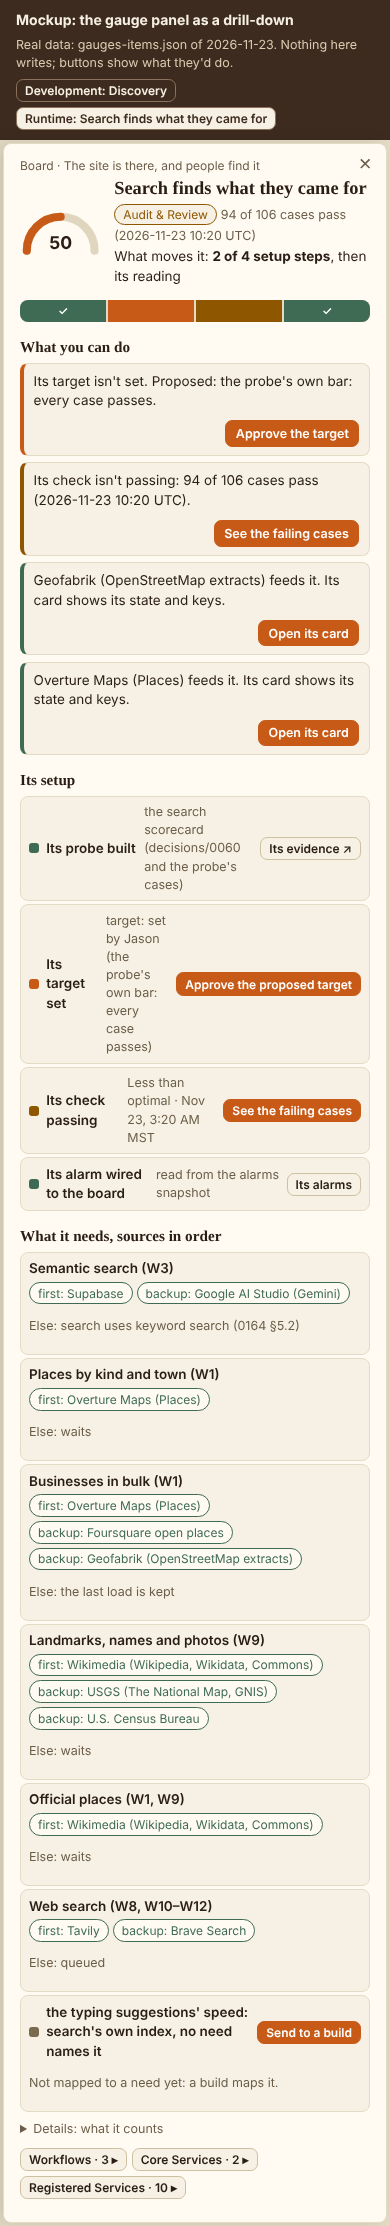 Mockup: the gauge panel as a drill-down
Real data: gauges-items.json of 2026-11-23. Nothing here
writes; buttons show what they'd do.
Development: Discovery
Runtime: Search finds what they came for
Board · The site is there, and people find it
✕
Search finds what they came for
50
Audit & Review 94 of 106 cases pass
(2026-11-23 10:20 UTC)
What moves it: 2 of 4 setup steps, then
its reading
✓ ✓
What you can do
Its target isn't set. Proposed: the probe's own bar:
every case passes.
Approve the target
Its check isn't passing: 94 of 106 cases pass
(2026-11-23 10:20 UTC).
See the failing cases
Geofabrik (OpenStreetMap extracts) feeds it. Its
card shows its state and keys.
Open its card
Overture Maps (Places) feeds it. Its card shows its
state and keys.
Open its card
Its setup
Its probe built
the search
scorecard
(decisions/0060
and the probe's
cases)
Its evidence ↗
Its
target
set
target: set
by Jason
(the
probe's
own bar:
every
case
passes)
Approve the proposed target
Its check
passing
Less than
optimal · Nov
23, 3:20 AM
MST
See the failing cases
Its alarm wired
to the board
read from the alarms
snapshot
Its alarms
What it needs, sources in order
Semantic search (W3)
first: Supabase backup: Google AI Studio (Gemini)
Else: search uses keyword search (0164 §5.2)
Places by kind and town (W1)
first: Overture Maps (Places)
Else: waits
Businesses in bulk (W1)
first: Overture Maps (Places)
backup: Foursquare open places
backup: Geofabrik (OpenStreetMap extracts)
Else: the last load is kept
Landmarks, names and photos (W9)
first: Wikimedia (Wikipedia, Wikidata, Commons)
backup: USGS (The National Map, GNIS)
backup: U.S. Census Bureau
Else: waits
Official places (W1, W9)
first: Wikimedia (Wikipedia, Wikidata, Commons)
Else: waits
Web search (W8, W10–W12)
first: Tavily backup: Brave Search
Else: queued
the typing suggestions' speed:
search's own index, no need
names it
Send to a build
Not mapped to a need yet: a build maps it.
▶ Details: what it counts
Workflows · 3 ▸ Core Services · 2 ▸
Registered Services · 10 ▸